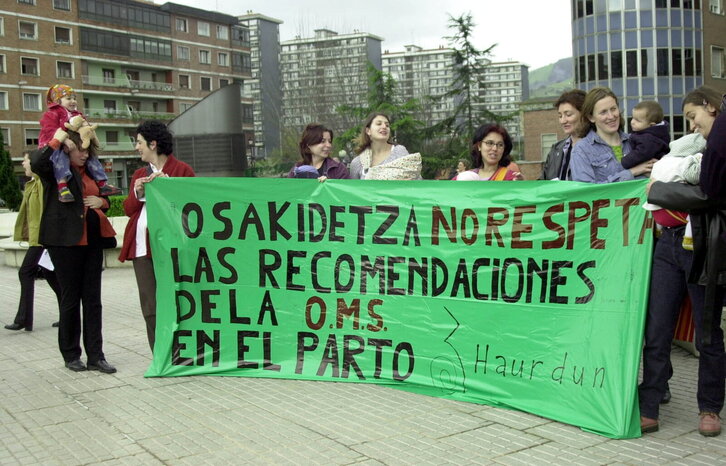 OSAKIDETZA NO RESPETA
LAS RECOMENDACIONES
DE LA O.M.S.
EN EL PARTO
Haurdun